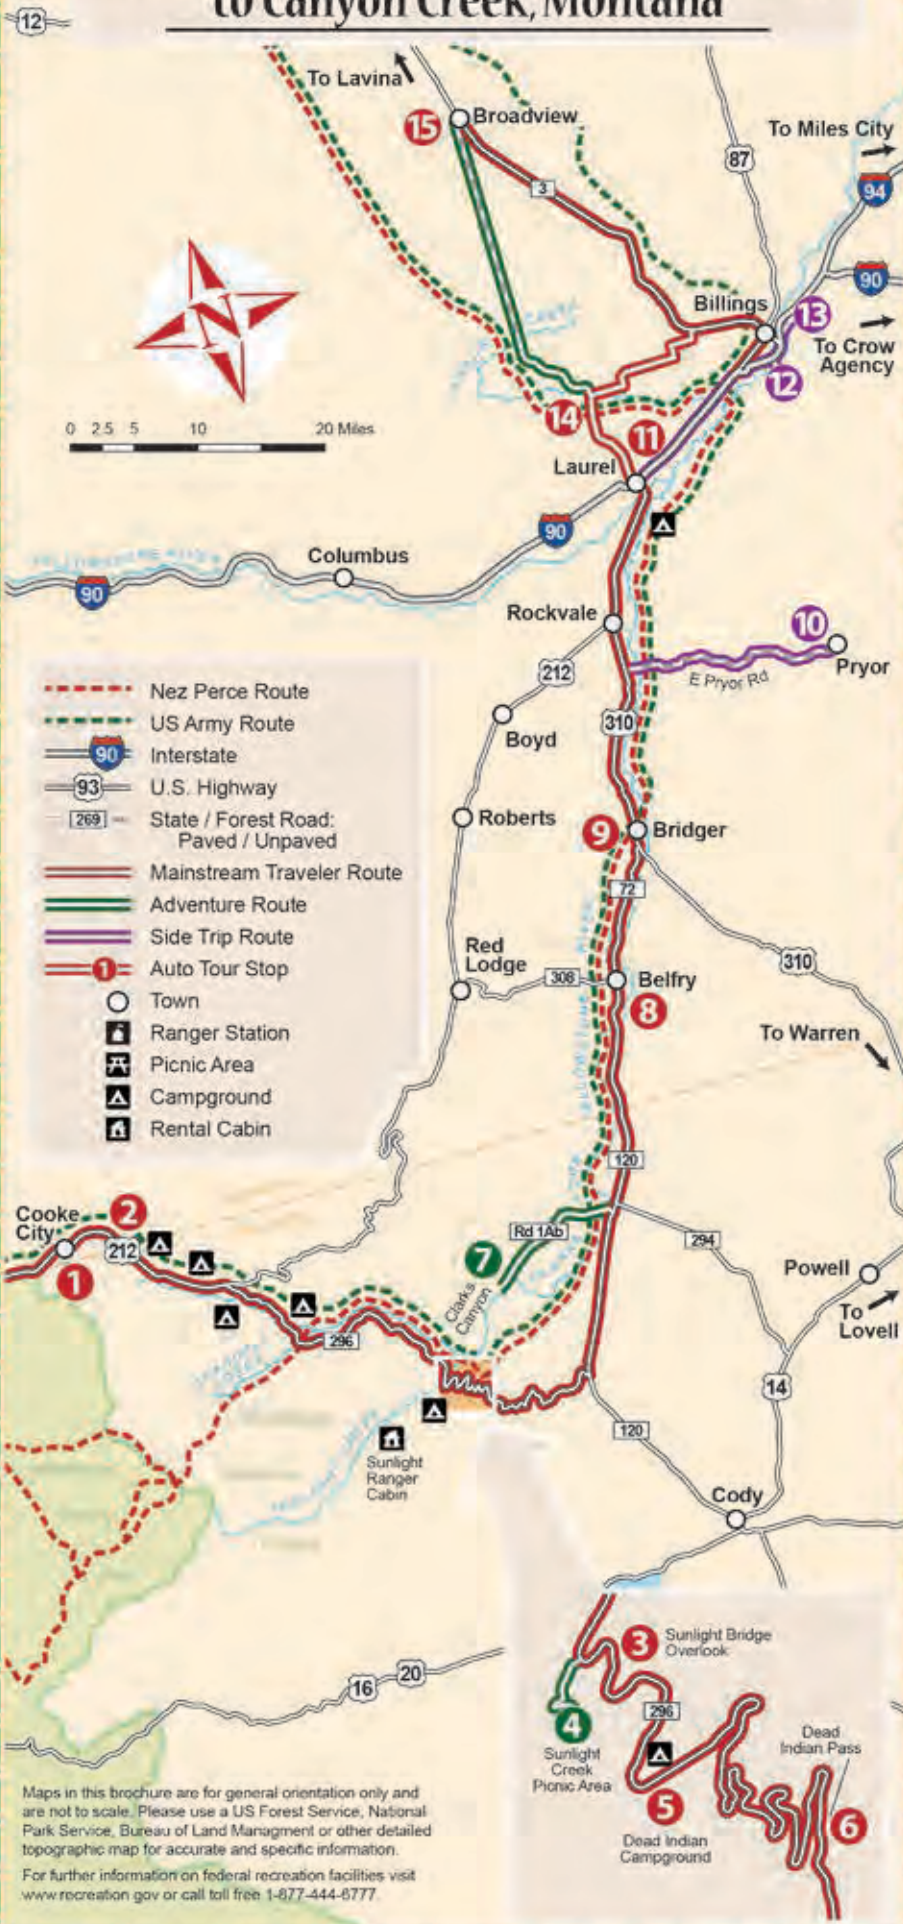 to Canyon Creek, Montana
12
To Lavina
15
Broadview
To Miles City
87
94
3
90
Billings
13
To Crow
Agency
12
N
0 2.5 5 10 20 Miles
14
11
Laurel
90
Columbus
90
Rockvale
10
Pryor
E Pryor Rd
212
310
Boyd
Nez Perce Route
US Army Route
90 Interstate
93 U.S. Highway
269 State / Forest Road:
Paved / Unpaved
Mainstream Traveler Route
Adventure Route
Side Trip Route
1 Auto Tour Stop
Town
Ranger Station
Picnic Area
Campground
Rental Cabin
Roberts
9
Bridger
72
310
Red
Lodge
308
Belfry
8
To Warren
120
Cooke
City
2
212
1
Rd 1Ab
7
Clarks
Canyon
294
Powell
To
Lovell
296
14
120
Sunlight
Ranger
Cabin
Cody
3
Sunlight Bridge
Overlook
16
20
296
4
Sunlight
Creek
Picnic Area
Dead
Indian Pass
5
6
Dead Indian
Campground
Maps in this brochure are for general orientation only and
are not to scale. Please use a US Forest Service, National
Park Service, Bureau of Land Managment or other detailed
topographic map for accurate and specific information.
For further information on federal recreation facilities visit
www.recreation gov or call toll free 1-877-444-6777.